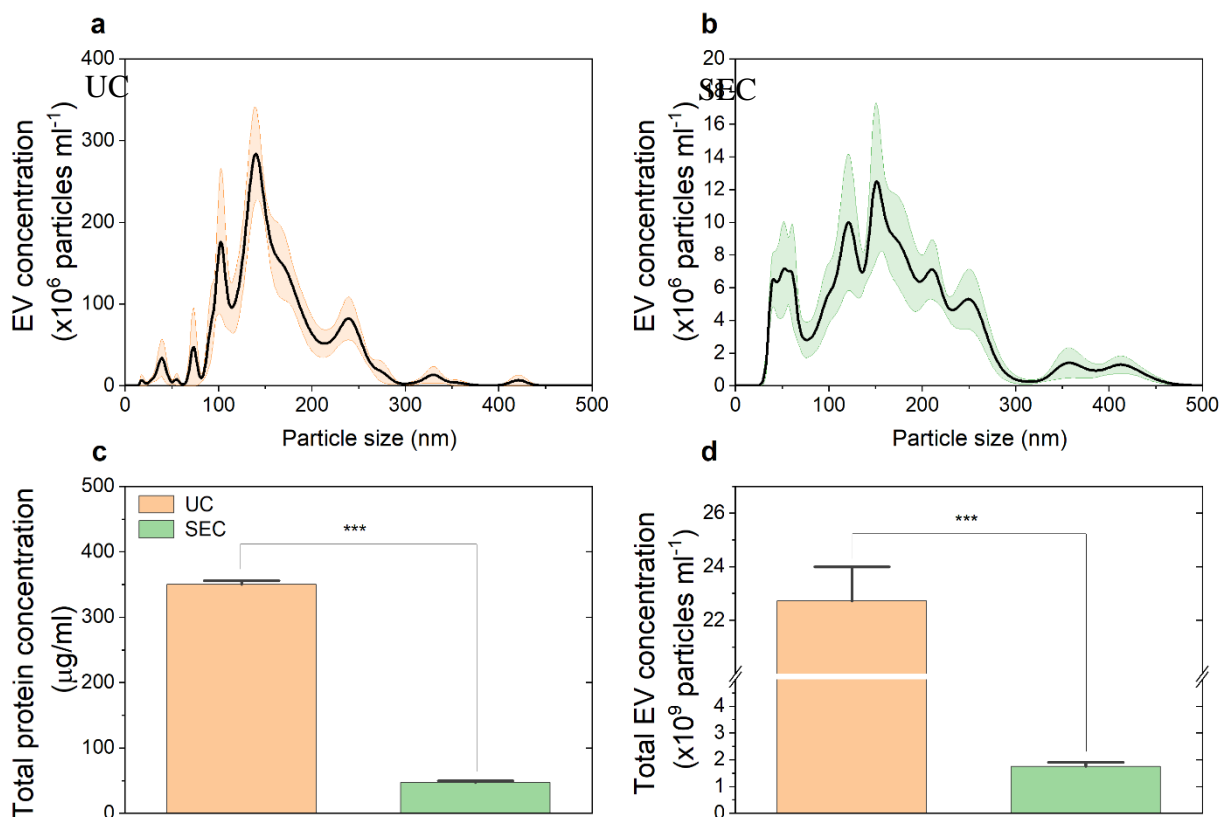 a
UC
EV concentration
(x10⁶ particles ml⁻¹)
400
300
200
100
0
0 100 200 300 400 500
Particle size (nm)
b
SEC
EV concentration
(x10⁶ particles ml⁻¹)
20
18
16
14
12
10
8
6
4
2
0
0 100 200 300 400 500
Particle size (nm)
c
Total protein concentration
(μg/ml)
500
400
300
200
100
0
UC
SEC
***
d
Total EV concentration
(x10⁹ particles ml⁻¹)
26
24
22
4
3
2
1
0
***